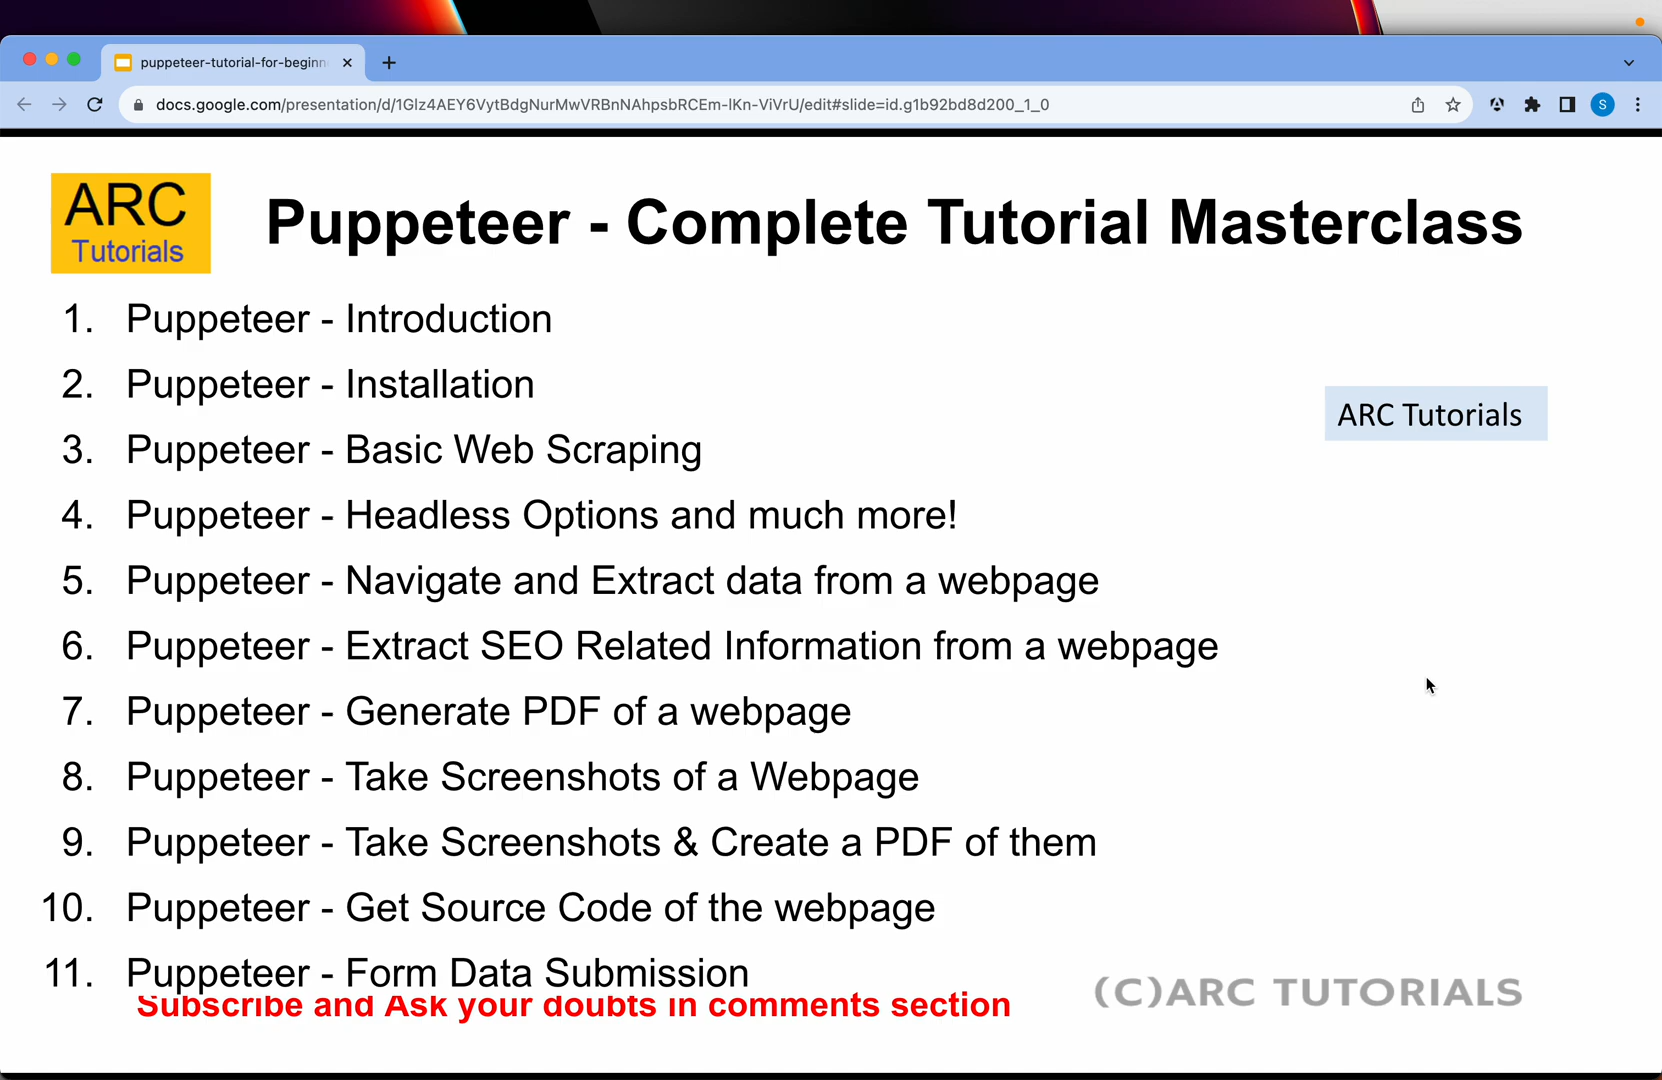 puppeteer-tutorial-for-beginn
docs.google.com/presentation/d/1Glz4AEY6VytBdgNurMwVRBnNAhpsbRCEm-lKn-ViVrU/edit#slide=id.g1b92bd8d200_1_0
S
ARC
Tutorials
Puppeteer - Complete Tutorial Masterclass
1. Puppeteer - Introduction
2. Puppeteer - Installation
ARC Tutorials
3. Puppeteer - Basic Web Scraping
4. Puppeteer - Headless Options and much more!
5. Puppeteer - Navigate and Extract data from a webpage
6. Puppeteer - Extract SEO Related Information from a webpage
7. Puppeteer - Generate PDF of a webpage
8. Puppeteer - Take Screenshots of a Webpage
9. Puppeteer - Take Screenshots & Create a PDF of them
10. Puppeteer - Get Source Code of the webpage
11. Puppeteer - Form Data Submission
Subscribe and Ask your doubts in comments section
(C)ARC TUTORIALS